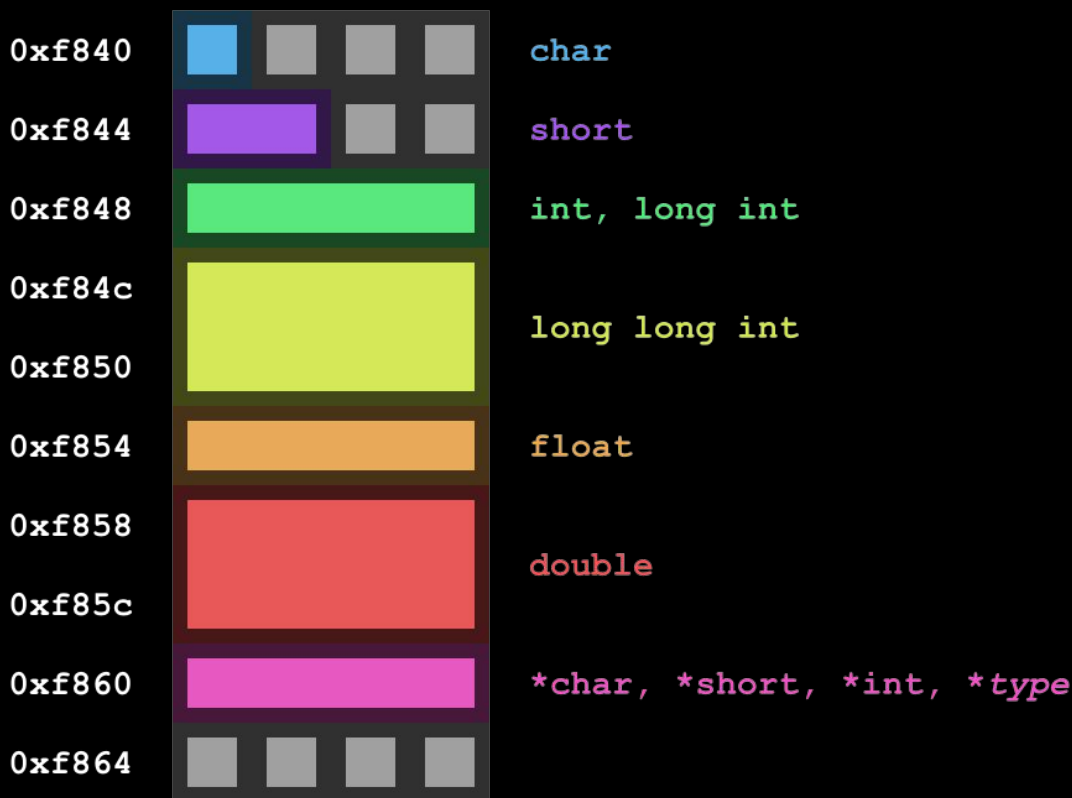 0xf840 char
0xf844 short
0xf848 int, long int
0xf84c
long long int
0xf850
0xf854 float
0xf858
double
0xf85c
0xf860 *char, *short, *int, *type
0xf864